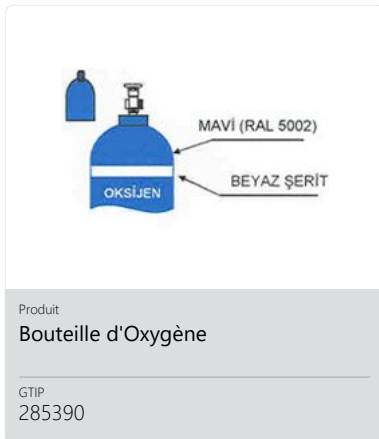 MAVİ (RAL 5002)
BEYAZ ŞERİT
OKSİJEN
Produit
Bouteille d'Oxygène
GTIP
285390